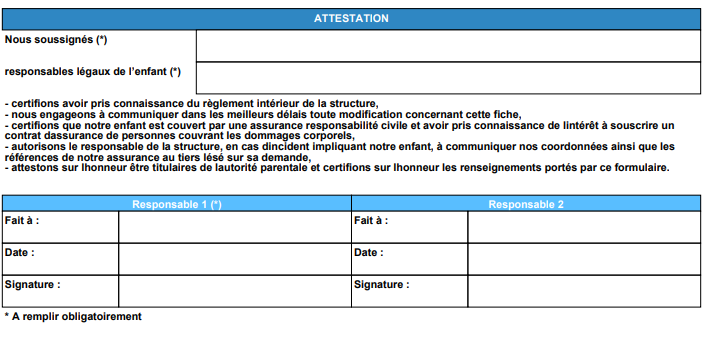 ATTESTATION
Nous soussignés (*)
responsables légaux de l'enfant (*)
- certifions avoir pris connaissance du règlement intérieur de la structure,
- nous engageons à communiquer dans les meilleurs délais toute modification concernant cette fiche,
- certifions que notre enfant est couvert par une assurance responsabilité civile et avoir pris connaissance de lintérêt à souscrire un
contrat dassurance de personnes couvrant les dommages corporels,
- autorisons le responsable de la structure, en cas dincident impliquant notre enfant, à communiquer nos coordonnées ainsi que les
références de notre assurance au tiers lésé sur sa demande,
- attestons sur lhonneur être titulaires de lautorité parentale et certifions sur lhonneur les renseignements portés par ce formulaire.
Responsable 1 (*) Responsable 2
Fait à : Fait à :
Date : Date :
Signature : Signature :
* A remplir obligatoirement